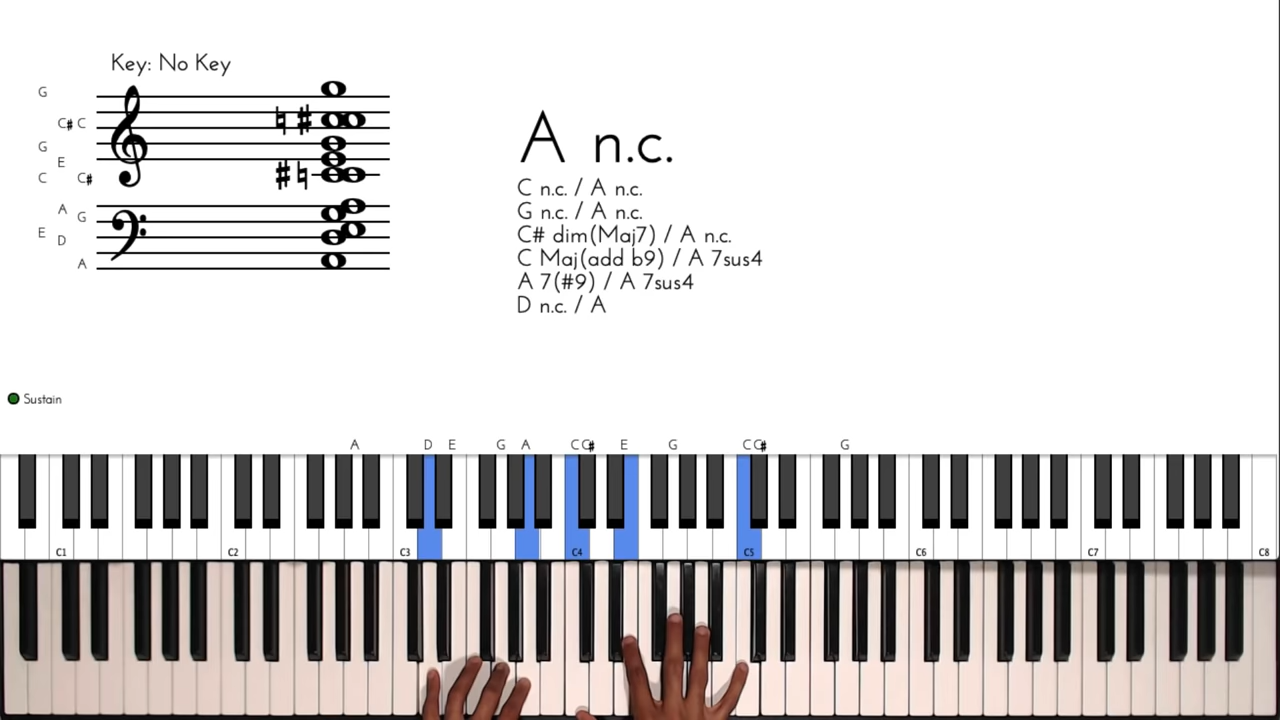 Key: No Key
G
C# C
G
E
C C#
A
G
E D
A
A n.c.
C n.c. / A n.c.
G n.c. / A n.c.
C# dim(Maj7) / A n.c.
C Maj(add b9) / A 7sus4
A 7(#9) / A 7sus4
D n.c. / A
Sustain
A D E G A C C# E G C C# G
C1 C2 C3 C4 C5 C6 C7 C8